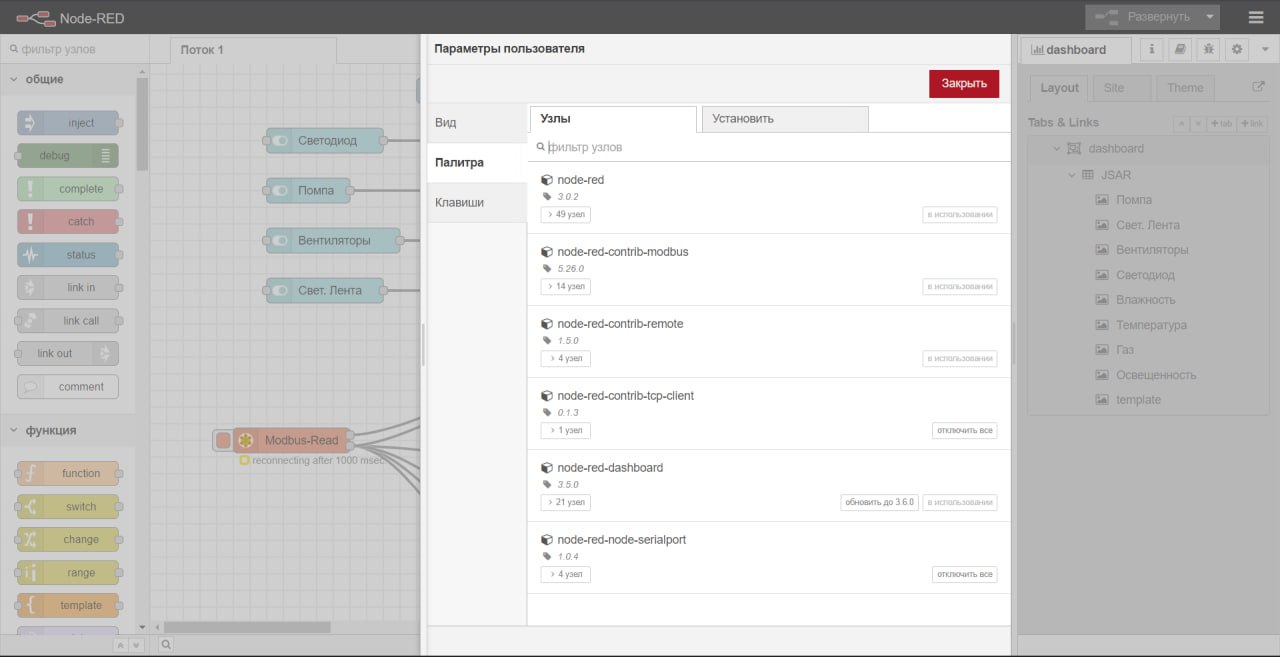 Node-RED
Развернуть
фильтр узлов
общие
inject
debug
complete
catch
status
link in
link call
link out
comment
функция
function
switch
change
range
template
Поток 1
Светодиод
Помпа
Вентиляторы
Свет. Лента
Modbus-Read
reconnecting after 1000 msec.
Параметры пользователя
Закрыть
Вид
Палитра
Клавиши
Узлы
Установить
фильтр узлов
node-red
3.0.2
49 узел
в использовании
node-red-contrib-modbus
5.26.0
14 узел
в использовании
node-red-contrib-remote
1.5.0
4 узел
в использовании
node-red-contrib-tcp-client
0.1.3
1 узел
отключить все
node-red-dashboard
3.5.0
21 узел
обновить до 3.6.0
в использовании
node-red-node-serialport
1.0.4
4 узел
отключить все
dashboard
Layout
Site
Theme
Tabs & Links
+tab
+link
dashboard
JSAR
Помпа
Свет. Лента
Вентиляторы
Светодиод
Влажность
Температура
Газ
Освещенность
template